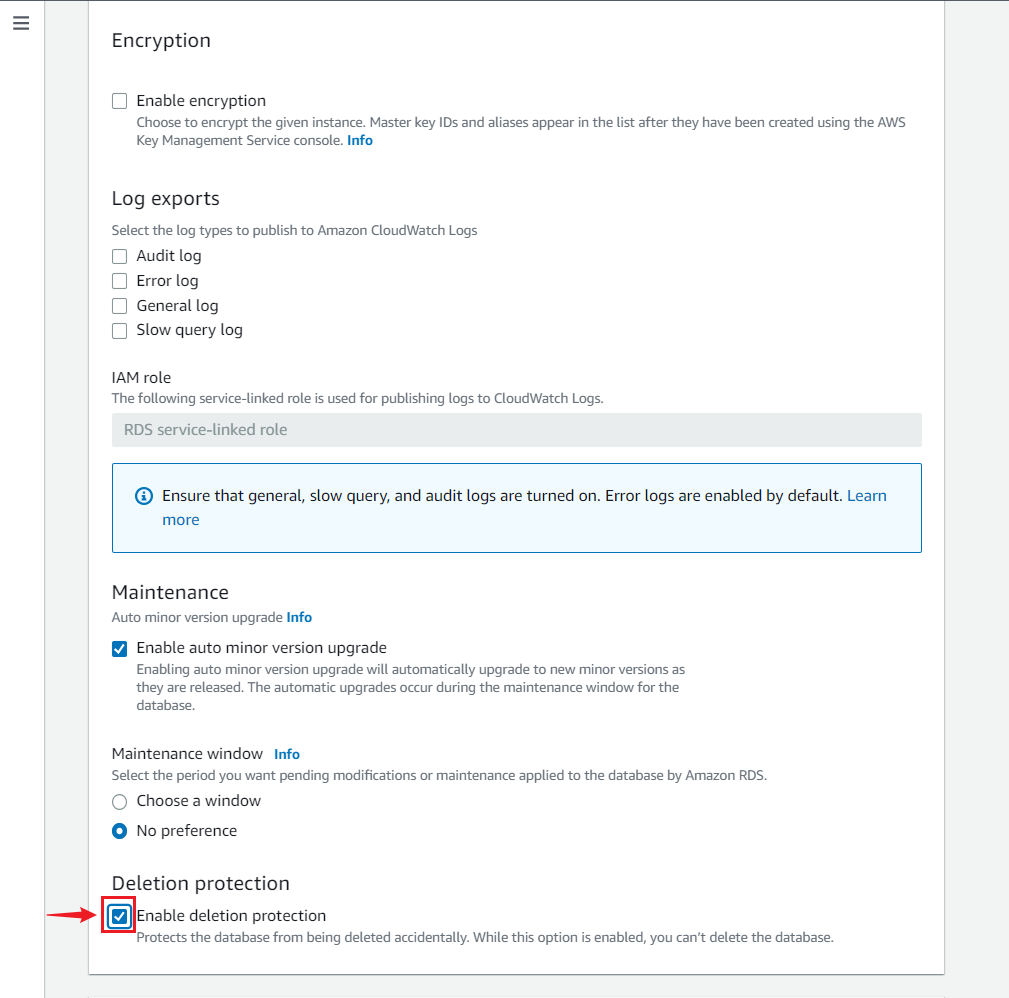 Encryption
Enable encryption
Choose to encrypt the given instance. Master key IDs and aliases appear in the list after they have been created using the AWS
Key Management Service console. Info
Log exports
Select the log types to publish to Amazon CloudWatch Logs
Audit log
Error log
General log
Slow query log
IAM role
The following service-linked role is used for publishing logs to CloudWatch Logs.
RDS service-linked role
Ensure that general, slow query, and audit logs are turned on. Error logs are enabled by default. Learn
more
Maintenance
Auto minor version upgrade Info
Enable auto minor version upgrade
Enabling auto minor version upgrade will automatically upgrade to new minor versions as
they are released. The automatic upgrades occur during the maintenance window for the
database.
Maintenance window Info
Select the period you want pending modifications or maintenance applied to the database by Amazon RDS.
Choose a window
No preference
Deletion protection
Enable deletion protection
Protects the database from being deleted accidentally. While this option is enabled, you can’t delete the database.